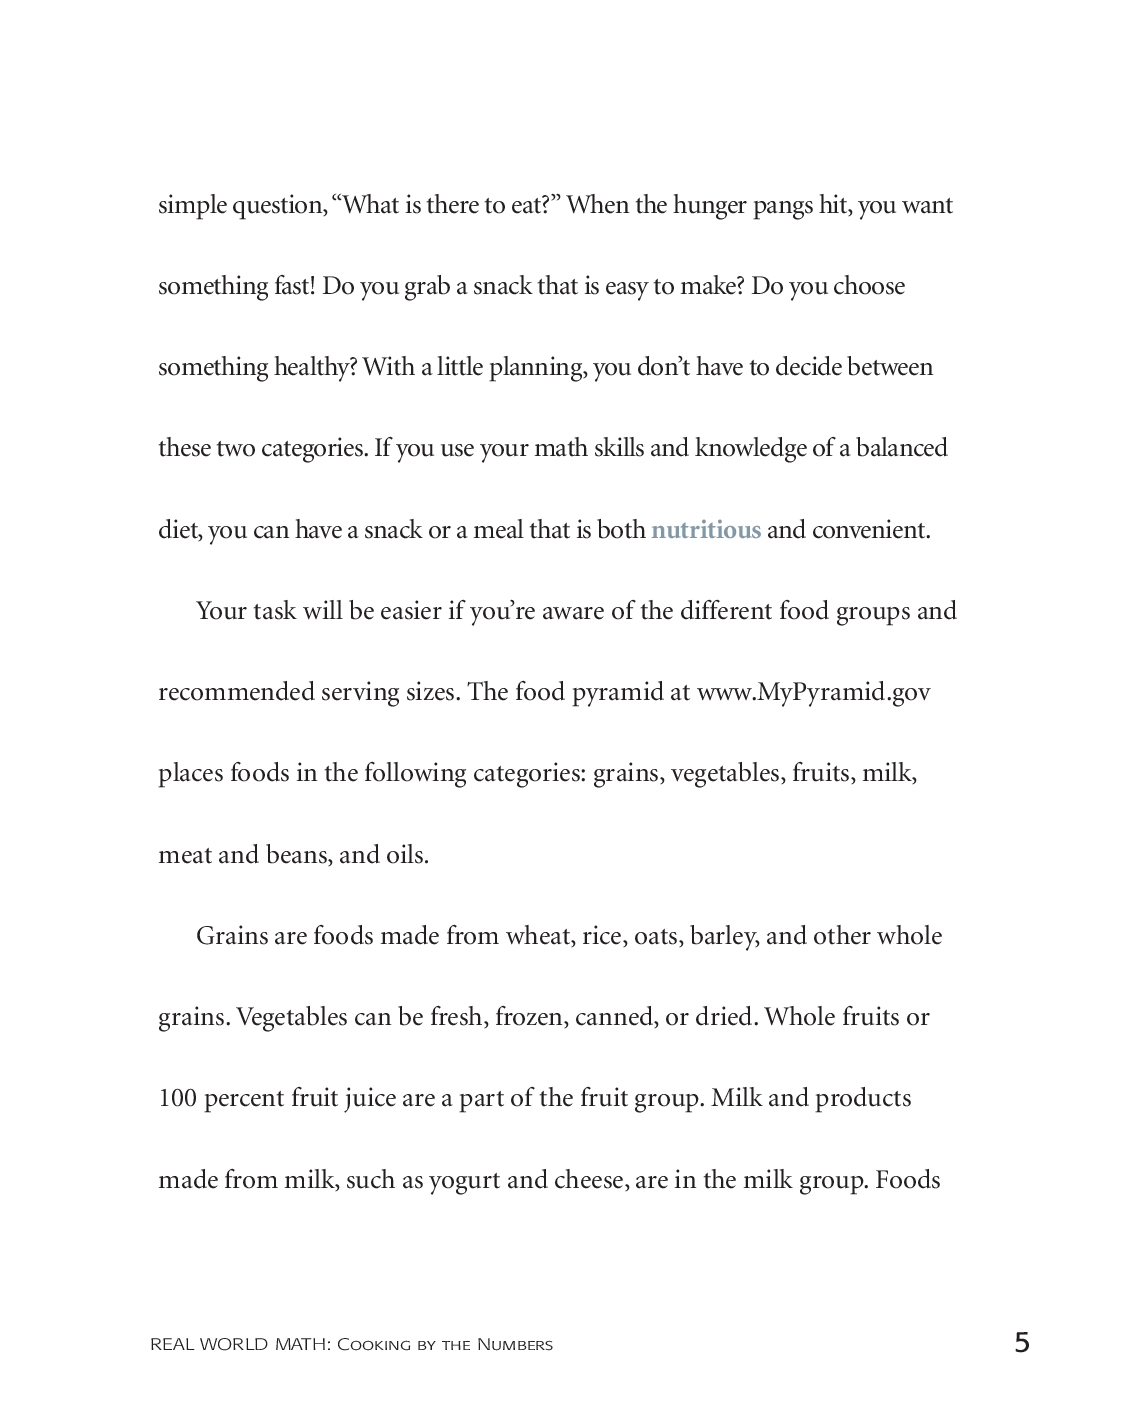 simple question, “What is there to eat?” When the hunger pangs hit, you want
something fast! Do you grab a snack that is easy to make? Do you choose
something healthy? With a little planning, you don’t have to decide between
these two categories. If you use your math skills and knowledge of a balanced
diet, you can have a snack or a meal that is both nutritious and convenient.
Your task will be easier if you’re aware of the different food groups and
recommended serving sizes. The food pyramid at www.MyPyramid.gov
places foods in the following categories: grains, vegetables, fruits, milk,
meat and beans, and oils.
Grains are foods made from wheat, rice, oats, barley, and other whole
grains. Vegetables can be fresh, frozen, canned, or dried. Whole fruits or
100 percent fruit juice are a part of the fruit group. Milk and products
made from milk, such as yogurt and cheese, are in the milk group. Foods
REAL WORLD MATH: Cooking by the Numbers 5